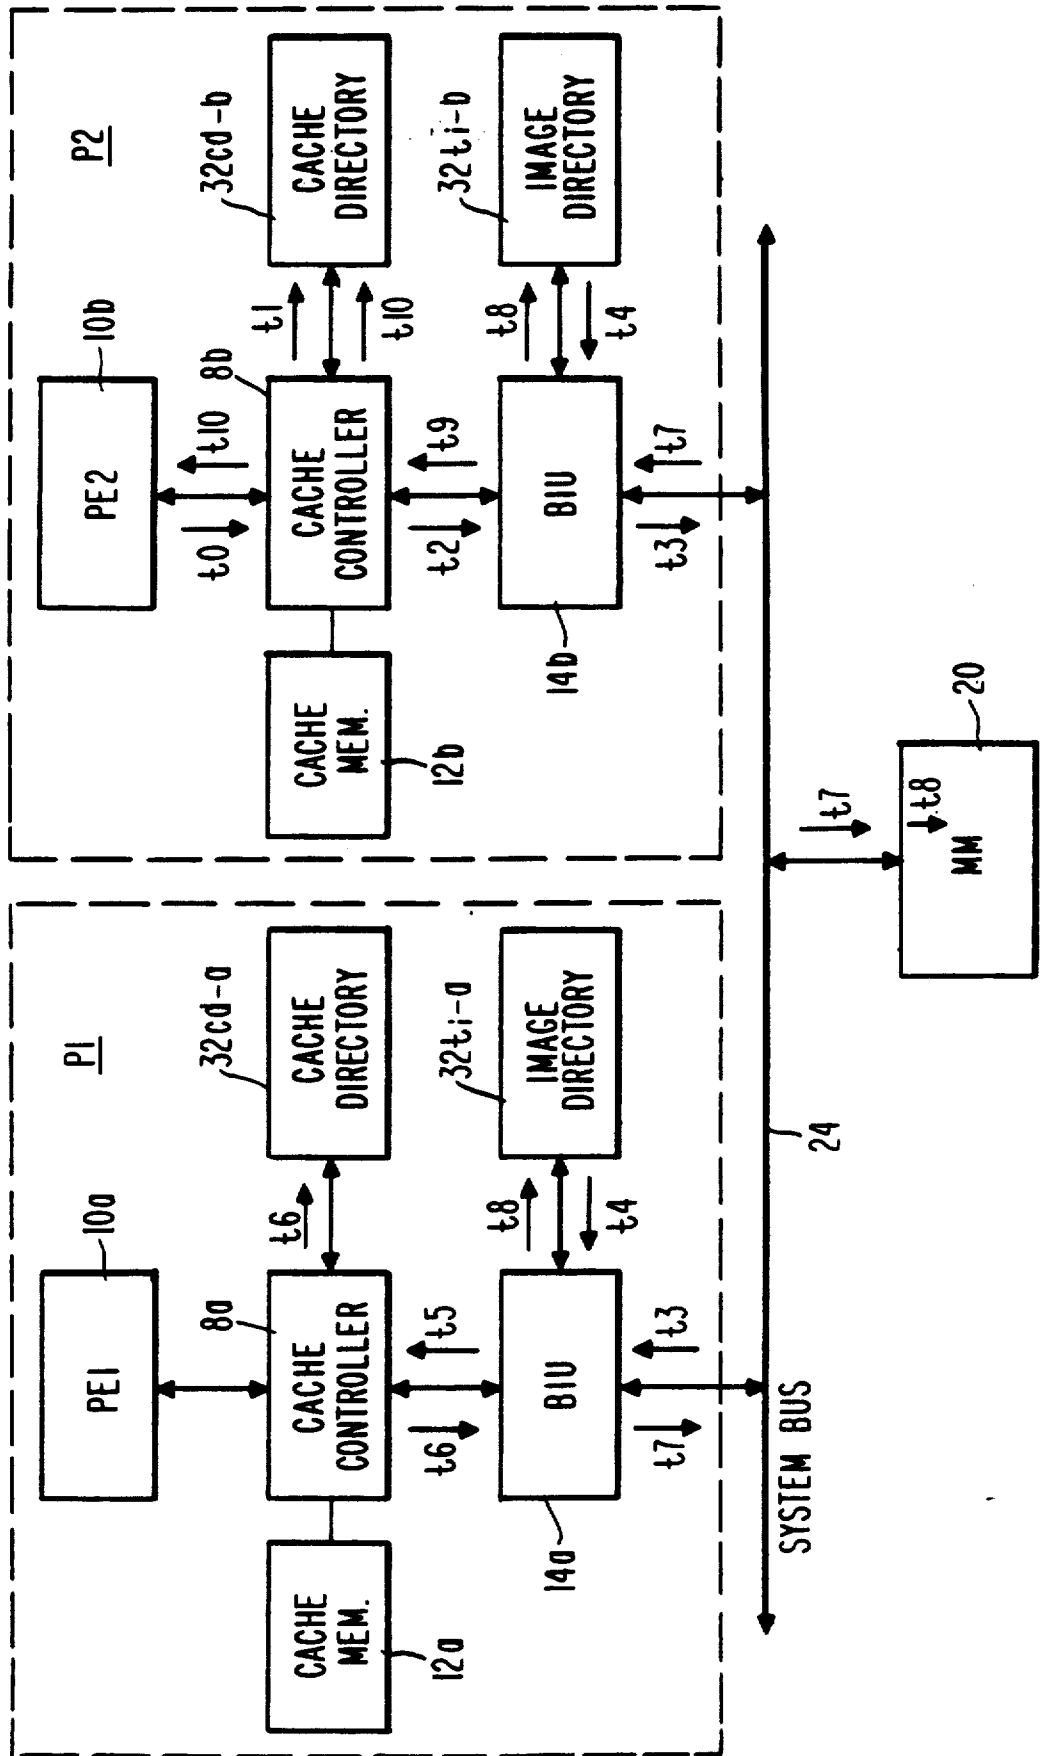 P1
PE1
10a
CACHE
CONTROLLER
8a
CACHE
MEM.
12a
CACHE
DIRECTORY
32cd-a
t6
t5
t6
BIU
14a
IMAGE
DIRECTORY
32ti-a
t8
t4
t3
t7
P2
PE2
10b
t10
t0
CACHE
CONTROLLER
8b
CACHE
MEM.
12b
CACHE
DIRECTORY
32cd-b
t1
t10
t9
t2
BIU
14b
IMAGE
DIRECTORY
32ti-b
t8
t4
t7
t3
SYSTEM BUS
24
t7
t8
MM
20